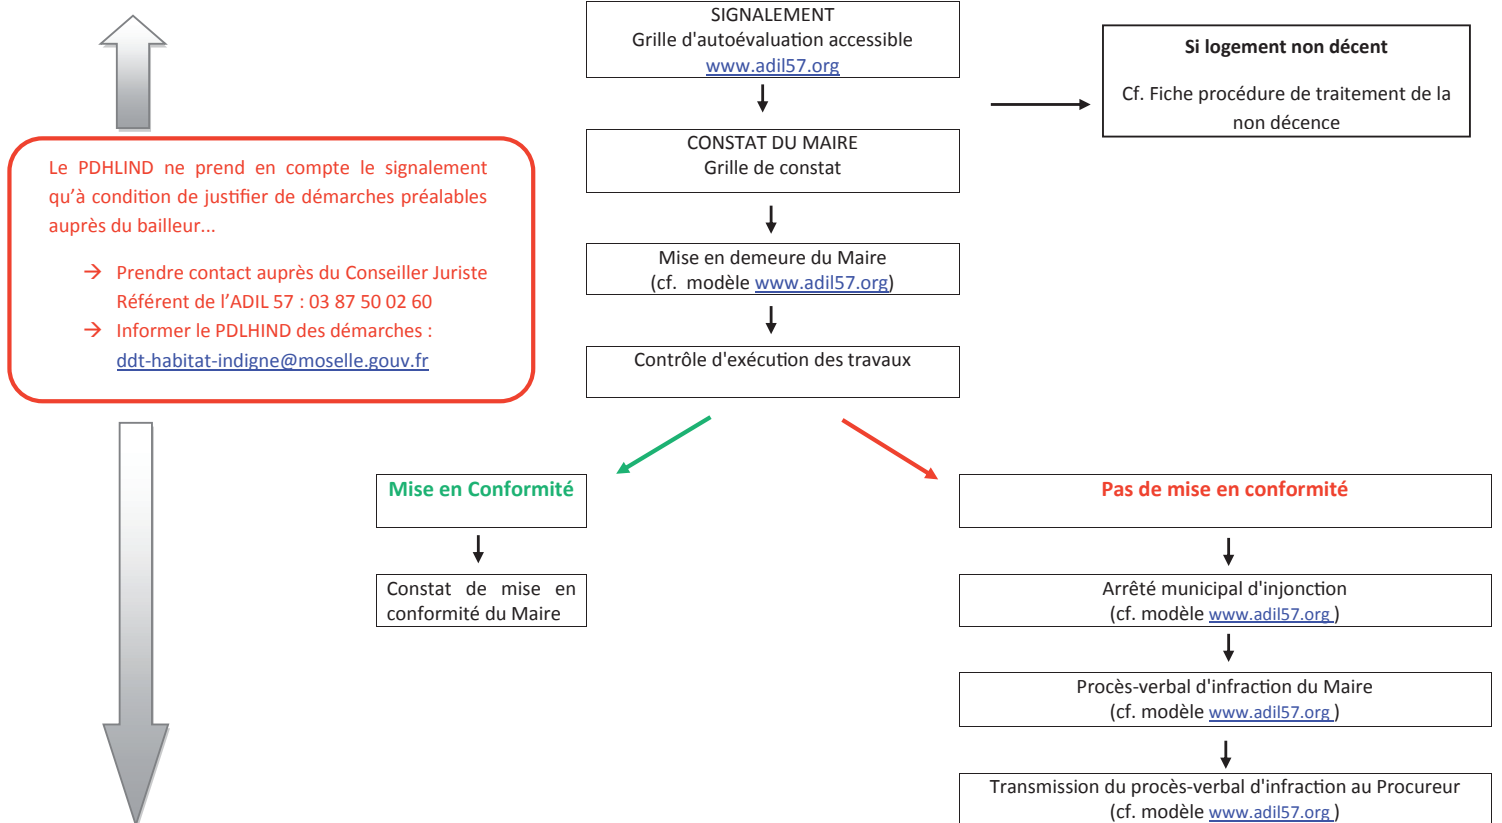 SIGNALEMENT
Grille d'autoévaluation accessible
www.adil57.org
Si logement non décent
Cf. Fiche procédure de traitement de la
non décence
CONSTAT DU MAIRE
Grille de constat
Le PDHLIND ne prend en compte le signalement
qu'à condition de justifier de démarches préalables
auprès du bailleur...
→ Prendre contact auprès du Conseiller Juriste
Référent de l'ADIL 57 : 03 87 50 02 60
→ Informer le PDLHIND des démarches :
ddt-habitat-indigne@moselle.gouv.fr
Mise en demeure du Maire
(cf. modèle www.adil57.org)
Contrôle d'exécution des travaux
Mise en Conformité
Constat de mise en
conformité du Maire
Pas de mise en conformité
Arrêté municipal d'injonction
(cf. modèle www.adil57.org )
Procès-verbal d'infraction du Maire
(cf. modèle www.adil57.org )
Transmission du procès-verbal d'infraction au Procureur
(cf. modèle www.adil57.org )